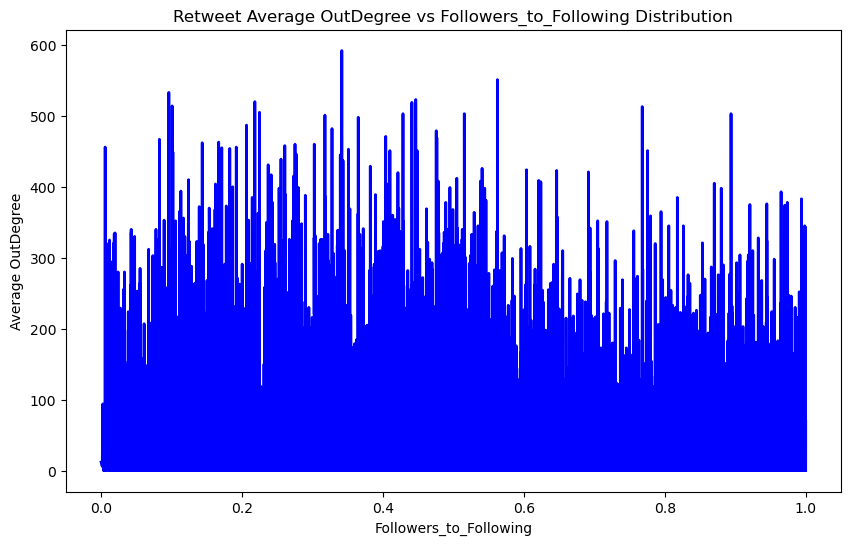 Retweet Average OutDegree vs Followers_to_Following Distribution
600
500
400
300
200
100
0
Average OutDegree
0.0 0.2 0.4 0.6 0.8 1.0
Followers_to_Following